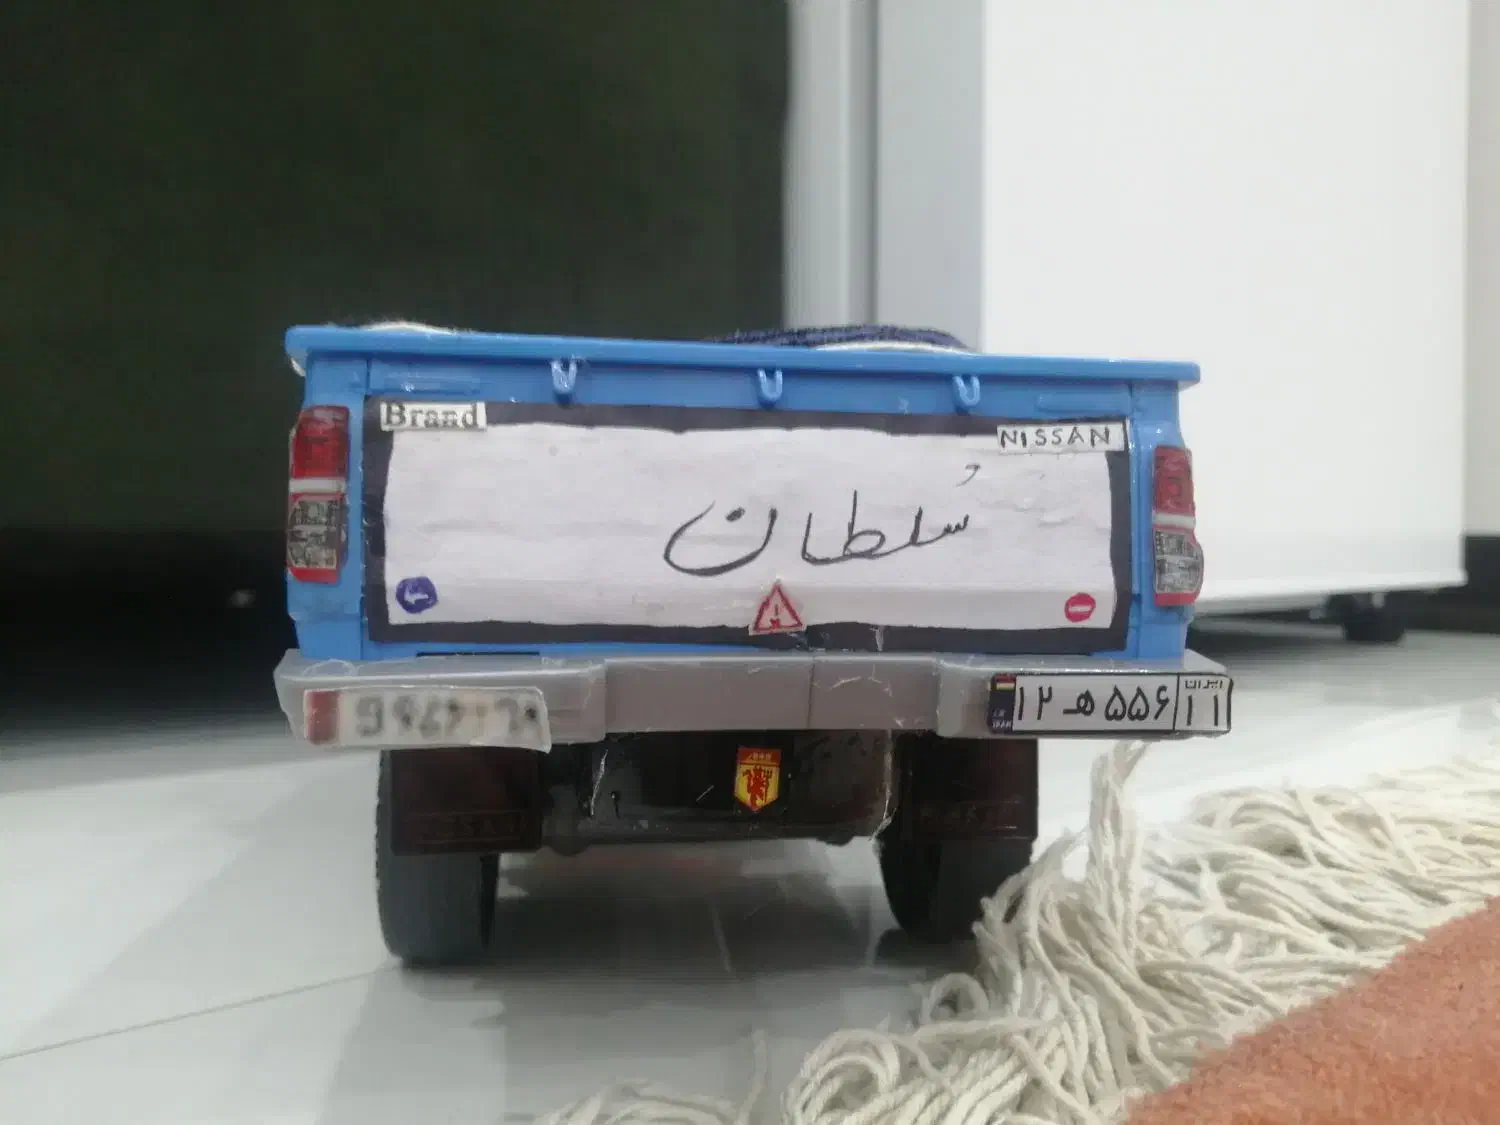 Brand
NISSAN
سُلطان
۱۲ هـ ۵۵۶
ایران
۱۱